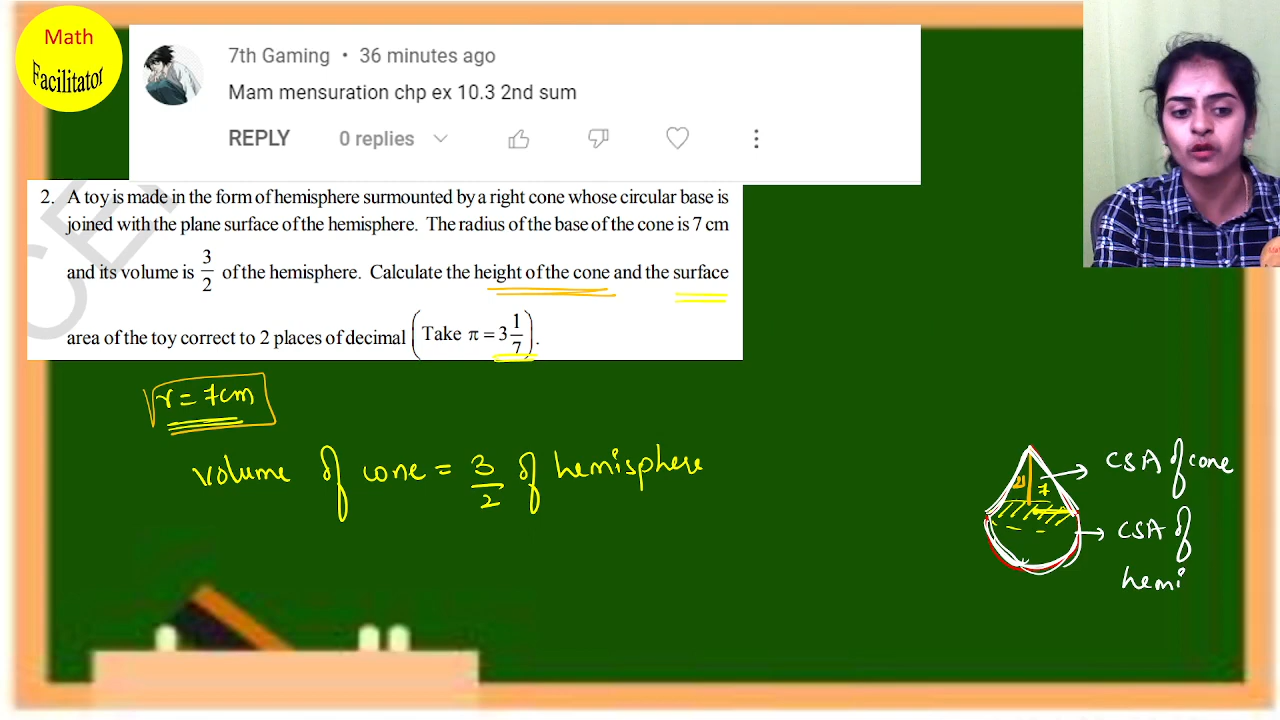 Math
Facilitator
7th Gaming • 36 minutes ago
Mam mensuration chp ex 10.3 2nd sum
REPLY 0 replies
2. A toy is made in the form of hemisphere surmounted by a right cone whose circular base is
joined with the plane surface of the hemisphere. The radius of the base of the cone is 7 cm
and its volume is 3/2 of the hemisphere. Calculate the height of the cone and the surface
area of the toy correct to 2 places of decimal (Take π = 3 1/7).
r = 7cm
volume of cone = 3/2 of hemisphere
CSA of cone
7
CSA of
hemi